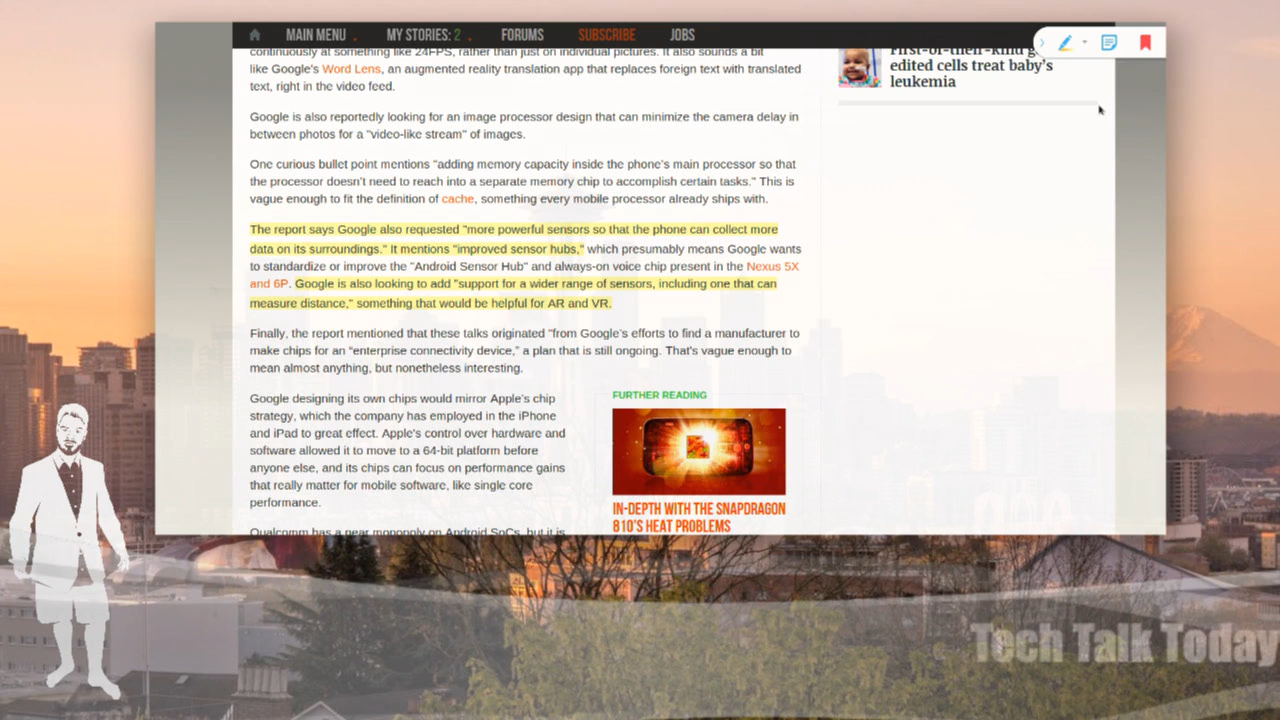 MAIN MENU
MY STORIES: 2
FORUMS
SUBSCRIBE
JOBS
continuously at something like 24FPS, rather than just on individual pictures. It also sounds a bit
like Google's Word Lens, an augmented reality translation app that replaces foreign text with translated
text, right in the video feed.
Google is also reportedly looking for an image processor design that can minimize the camera delay in
between photos for a "video-like stream" of images.
One curious bullet point mentions "adding memory capacity inside the phone's main processor so that
the processor doesn't need to reach into a separate memory chip to accomplish certain tasks." This is
vague enough to fit the definition of cache, something every mobile processor already ships with.
The report says Google also requested "more powerful sensors so that the phone can collect more
data on its surroundings." It mentions "improved sensor hubs," which presumably means Google wants
to standardize or improve the "Android Sensor Hub" and always-on voice chip present in the Nexus 5X
and 6P. Google is also looking to add "support for a wider range of sensors, including one that can
measure distance," something that would be helpful for AR and VR.
Finally, the report mentioned that these talks originated "from Google's efforts to find a manufacturer to
make chips for an "enterprise connectivity device," a plan that is still ongoing. That's vague enough to
mean almost anything, but nonetheless interesting.
Google designing its own chips would mirror Apple's chip
strategy, which the company has employed in the iPhone
and iPad to great effect. Apple's control over hardware and
software allowed it to move to a 64-bit platform before
anyone else, and its chips can focus on performance gains
that really matter for mobile software, like single core
performance.
Qualcomm has a near monopoly on Android SoCs, but it is
FURTHER READING
IN-DEPTH WITH THE SNAPDRAGON
810'S HEAT PROBLEMS
First-of-their-kind
edited cells treat baby's
leukemia
Tech Talk Today